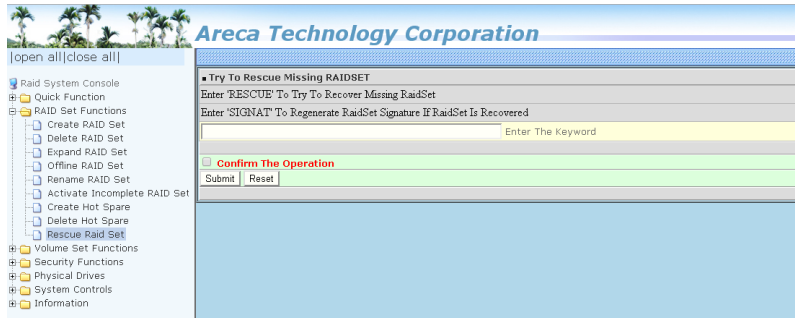 Areca Technology Corporation
|open all|close all|
Raid System Console
Quick Function
RAID Set Functions
Create RAID Set
Delete RAID Set
Expand RAID Set
Offline RAID Set
Rename RAID Set
Activate Incomplete RAID Set
Create Hot Spare
Delete Hot Spare
Rescue Raid Set
Volume Set Functions
Security Functions
Physical Drives
System Controls
Information
Try To Rescue Missing RAIDSET
Enter 'RESCUE' To Try To Recover Missing RaidSet
Enter 'SIGNAT' To Regenerate RaidSet Signature If RaidSet Is Recovered
Enter The Keyword
Confirm The Operation
Submit Reset